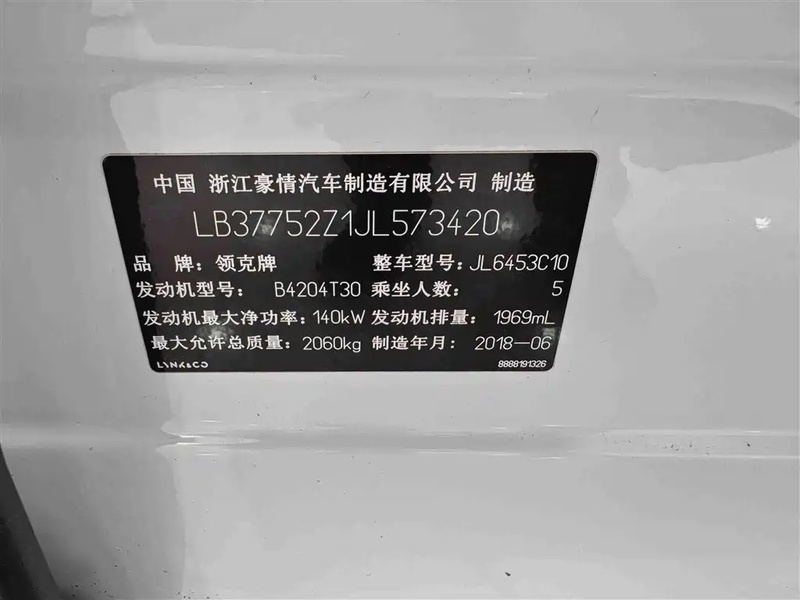 中国 浙江豪情汽车制造有限公司 制造
LB37752Z1JL573420
品 牌：领克牌 整车型号：JL6453C10
发动机型号： B4204T30 乘坐人数： 5
发动机最大净功率：140kW 发动机排量： 1969mL
最大允许总质量： 2060kg 制造年月： 2018-06
LYNK&CO 8888191326